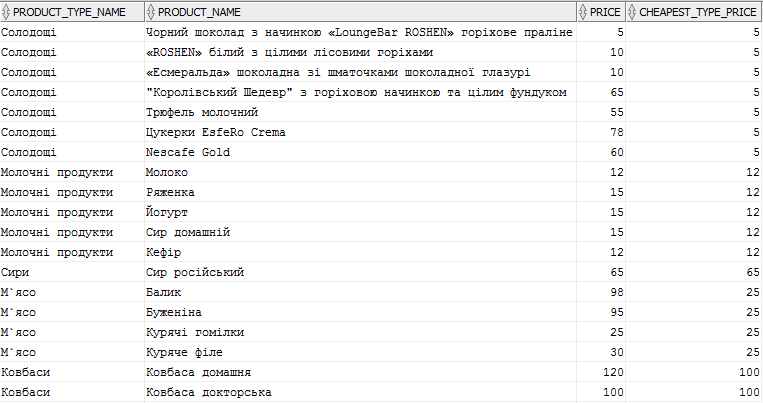 PRODUCT_TYPE_NAME PRODUCT_NAME PRICE CHEAPEST_TYPE_PRICE
Солодощі Чорний шоколад з начинкою «LoungeBar ROSHEN» горіхове праліне 5 5
Солодощі «ROSHEN» білий з цілими лісовими горіхами 10 5
Солодощі «Есмеральда» шоколадна зі шматочками шоколадної глазурі 10 5
Солодощі "Королівський Шедевр" з горіховою начинкою та цілим фундуком 65 5
Солодощі Трюфель молочний 55 5
Солодощі Цукерки EsfeRo Crema 78 5
Солодощі Nescafe Gold 60 5
Молочні продукти Молоко 12 12
Молочні продукти Ряженка 15 12
Молочні продукти Йогурт 15 12
Молочні продукти Сир домашній 15 12
Молочні продукти Кефір 12 12
Сири Сир російський 65 65
М`ясо Балик 98 25
М`ясо Буженіна 95 25
М`ясо Курячі гомілки 25 25
М`ясо Куряче філе 30 25
Ковбаси Ковбаса домашня 120 100
Ковбаси Ковбаса докторська 100 100